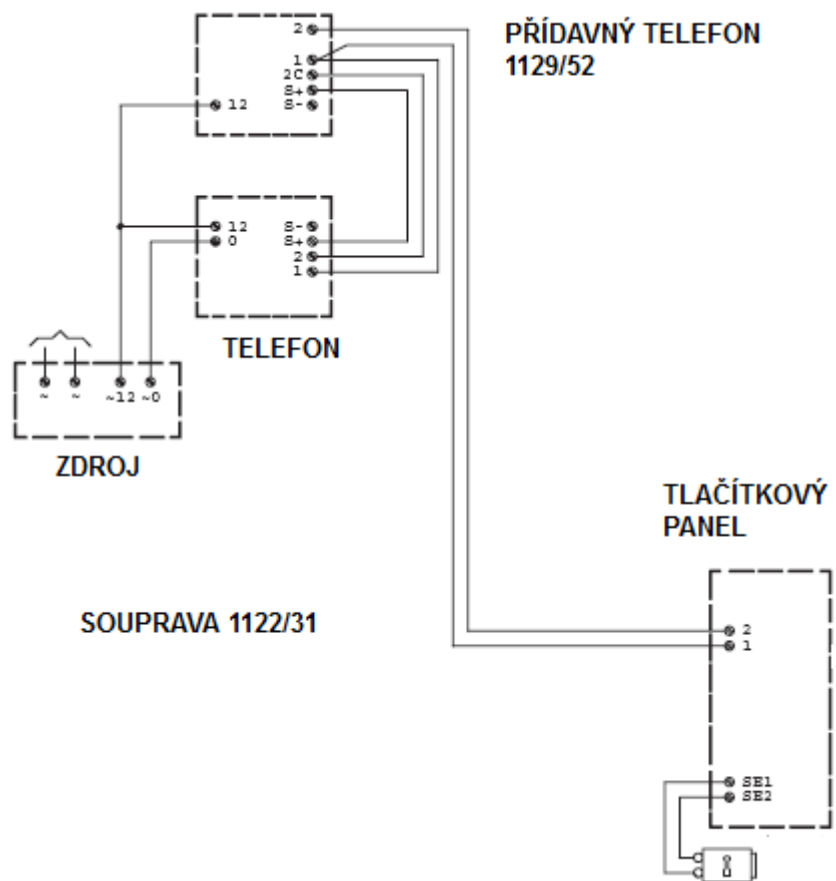 2
1
2C
S+
S-
12
PŘÍDAVNÝ TELEFON
1129/52
12
0
S-
S+
2
1
TELEFON
~ ~ ~12 ~0
ZDROJ
TLAČÍTKOVÝ
PANEL
SOUPRAVA 1122/31
2
1
SE1
SE2